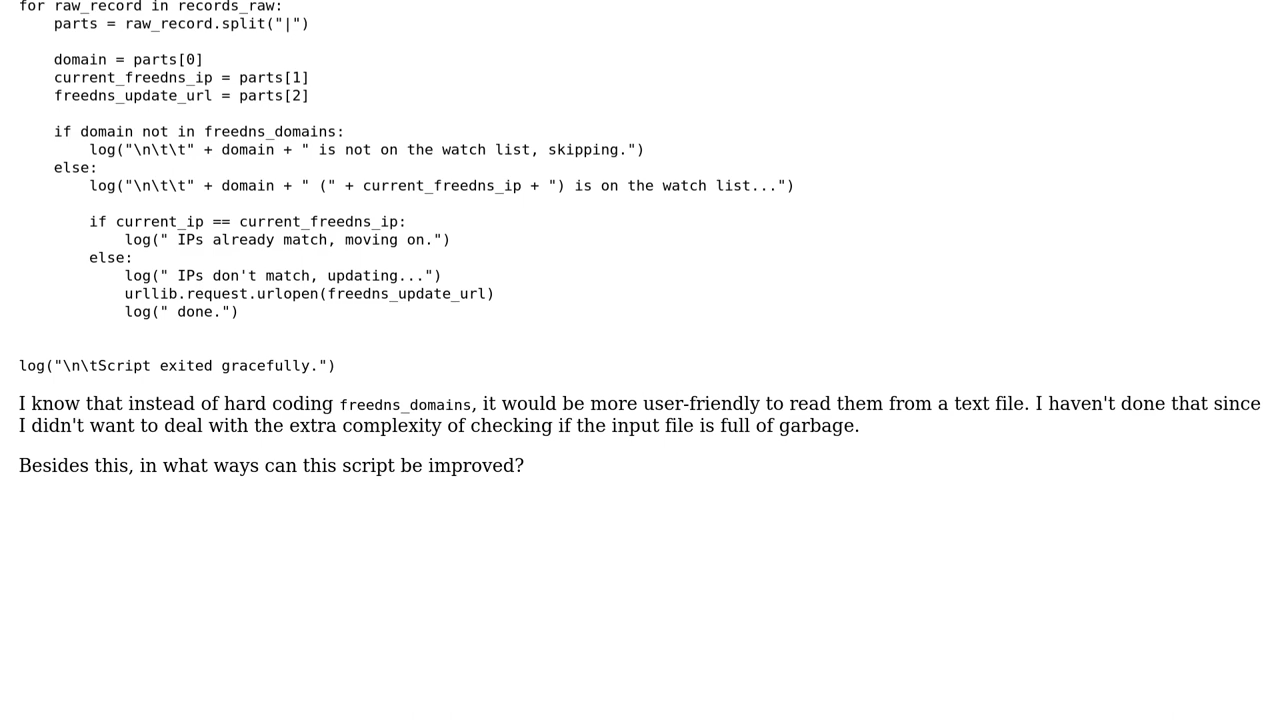 for raw_record in records_raw:
    parts = raw_record.split("|")

    domain = parts[0]
    current_freedns_ip = parts[1]
    freedns_update_url = parts[2]

    if domain not in freedns_domains:
        log("\n\t\t" + domain + " is not on the watch list, skipping.")
    else:
        log("\n\t\t" + domain + " (" + current_freedns_ip + ") is on the watch list...")

        if current_ip == current_freedns_ip:
            log(" IPs already match, moving on.")
        else:
            log(" IPs don't match, updating...")
            urllib.request.urlopen(freedns_update_url)
            log(" done.")

log("\n\tScript exited gracefully.")
I know that instead of hard coding freedns_domains, it would be more user-friendly to read them from a text file. I haven't done that since
I didn't want to deal with the extra complexity of checking if the input file is full of garbage.
Besides this, in what ways can this script be improved?